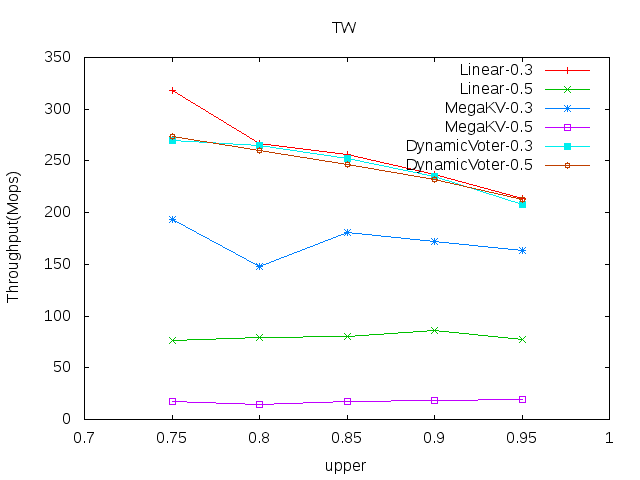 TW
350
300
250
200
150
100
50
0
Throughput(Mops)
Linear-0.3
Linear-0.5
MegaKV-0.3
MegaKV-0.5
DynamicVoter-0.3
DynamicVoter-0.5
0.7 0.75 0.8 0.85 0.9 0.95 1
upper